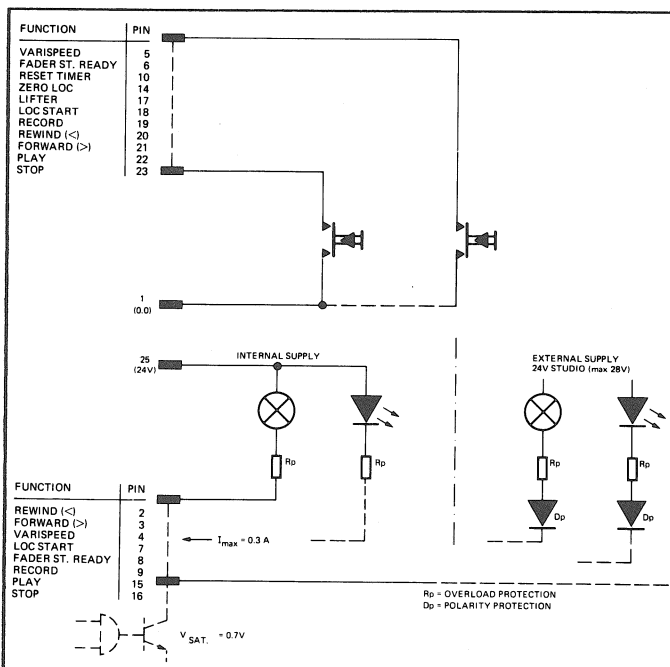 FUNCTION PIN
VARISPEED 5
FADER ST. READY 6
RESET TIMER 10
ZERO LOC 14
LIFTER 17
LOC START 18
RECORD 19
REWIND (<) 20
FORWARD (>) 21
PLAY 22
STOP 23
1
(0.0)
25
(24V)
INTERNAL SUPPLY
EXTERNAL SUPPLY
24V STUDIO (max 28V)
Rp
Rp
Rp
Rp
Dp
Dp
FUNCTION PIN
REWIND (<) 2
FORWARD (>) 3
VARISPEED 4
LOC START 7
FADER ST. READY 8
RECORD 9
PLAY 15
STOP 16
Imax = 0.3 A
Rp = OVERLOAD PROTECTION
Dp = POLARITY PROTECTION
V SAT. = 0.7V